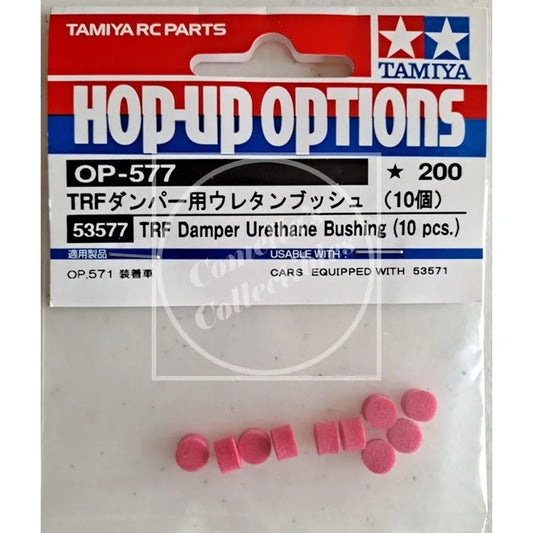 TAMIYA RC PARTS
TAMIYA
HOP-UP OPTIONS
OP-577
★ 200
TRFダンパー用ウレタンブッシュ (10個)
53577 TRF Damper Urethane Bushing (10 pcs.)
適用製品 USABLE WITH
OP.571 装着車 CARS EQUIPPED WITH 53571
Comet's Collectibles